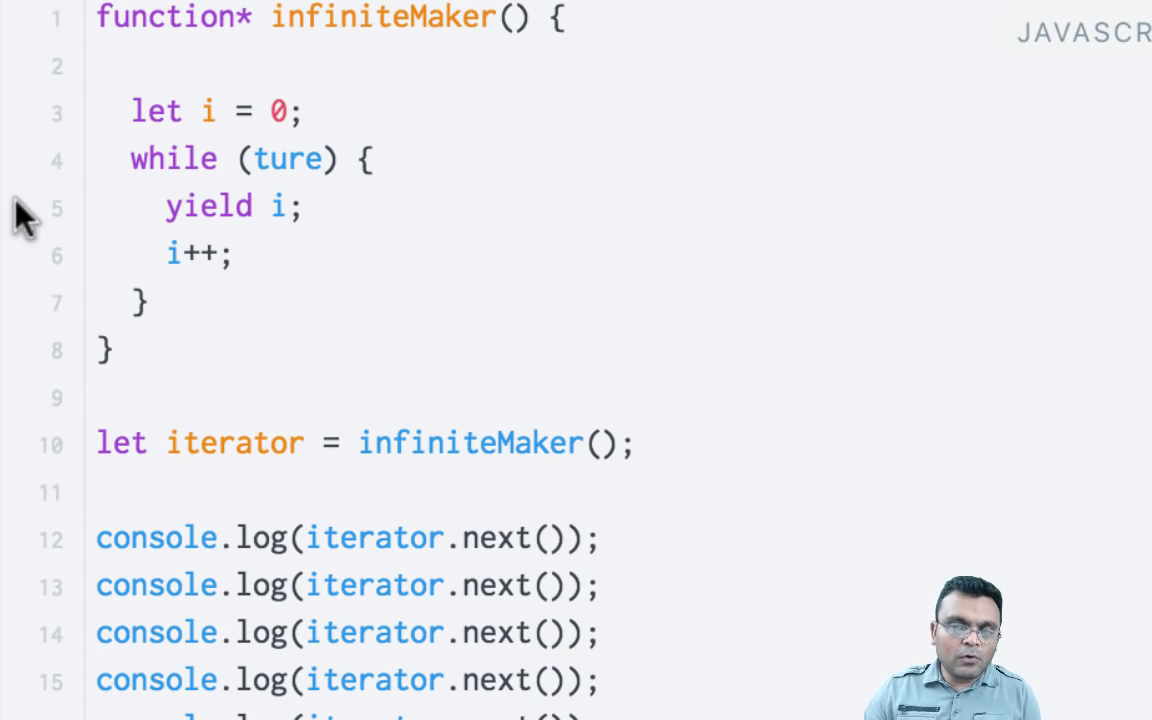 1 function* infiniteMaker() {
JAVASCR
2
3 let i = 0;
4 while (ture) {
5 yield i;
6 i++;
7 }
8 }
9
10 let iterator = infiniteMaker();
11
12 console.log(iterator.next());
13 console.log(iterator.next());
14 console.log(iterator.next());
15 console.log(iterator.next());